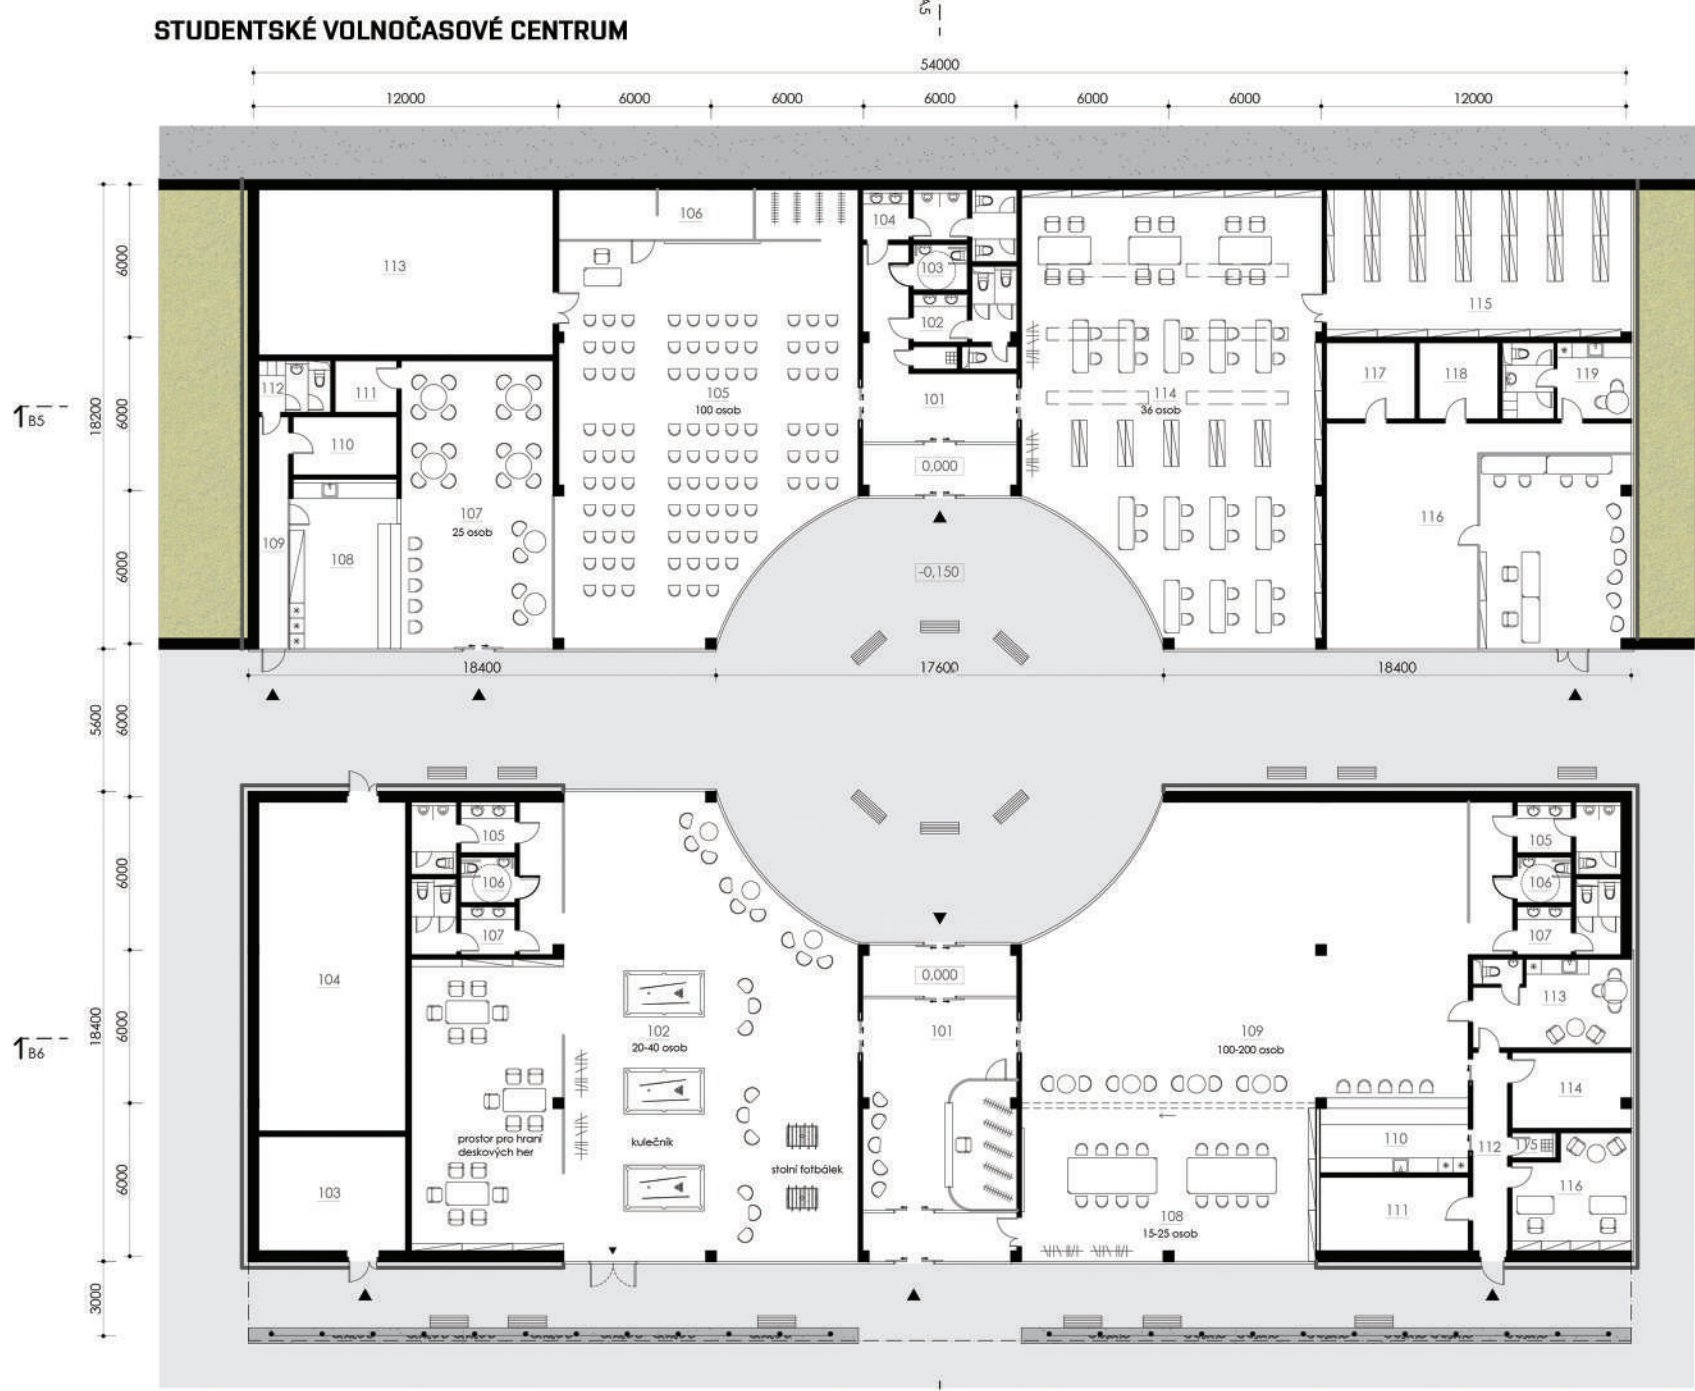 A5
STUDENTSKÉ VOLNOČASOVÉ CENTRUM
54000
12000 6000 6000 6000 6000 6000 12000
106
104
113
103
115
102
6000
112 111
105
100 osob
101
114
36 osob
117 118 119
B5
18200
6000
110
0,000
107
25 osob
116
109
108
-0,150
6000
18400 17600 18400
5600
6000
105
106
107
105
106
107
6000
104
0,000
113
102
20-40 osob
101
109
100-200 osob
B6
18400
6000
114
prostor pro hraní
deskových her
kulečník
stolní fotbálek
110
112
115
103
6000
108
15-25 osob
111
116
3000